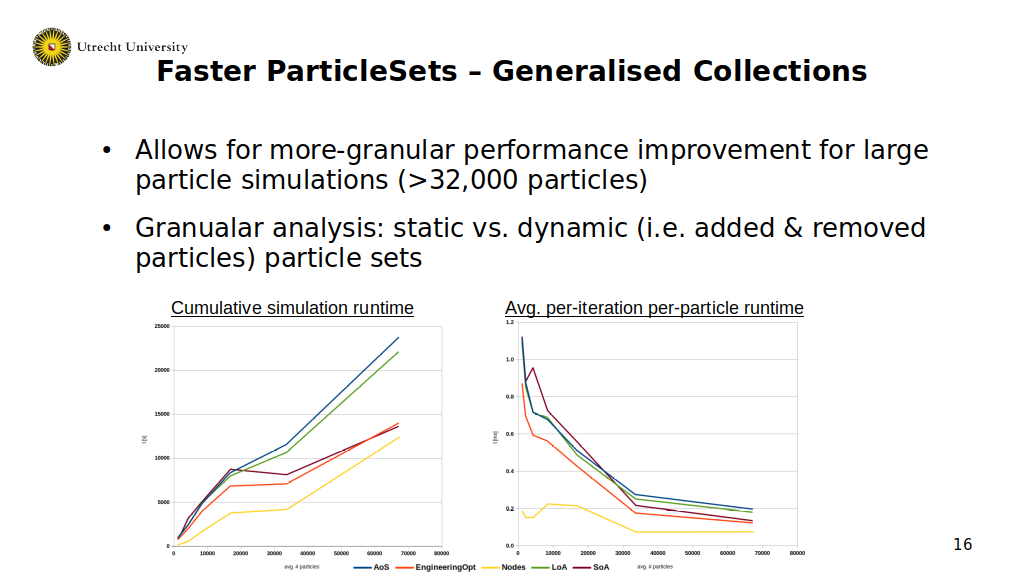 Utrecht University
Faster ParticleSets – Generalised Collections
• Allows for more-granular performance improvement for large
particle simulations (>32,000 particles)
• Granualar analysis: static vs. dynamic (i.e. added & removed
particles) particle sets
Cumulative simulation runtime
25000
20000
15000
10000
5000
0
t [s]
0 10000 20000 30000 40000 50000 60000 70000 80000
avg. # particles
Avg. per-iteration per-particle runtime
1.2
1.0
0.8
0.6
0.4
0.2
0.0
t [ms]
0 10000 20000 30000 40000 50000 60000 70000 80000
avg. # particles
AoS EngineeringOpt Nodes LoA SoA
16